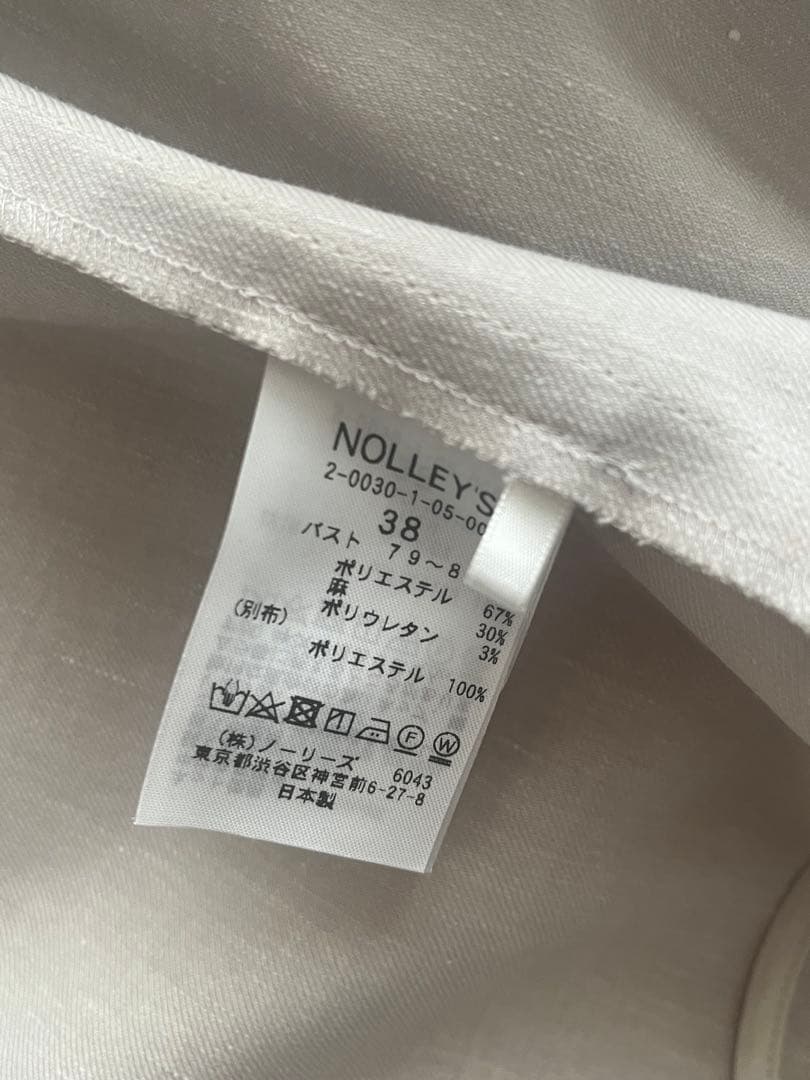 NOLLEY'S
2-0030-1-05-00
38
バスト 79～8
ポリエステル 67%
麻 30%
ポリウレタン 3%
(別布)
ポリエステル 100%
F W
(株)ノーリーズ 6043
東京都渋谷区神宮前6-27-8
日本製